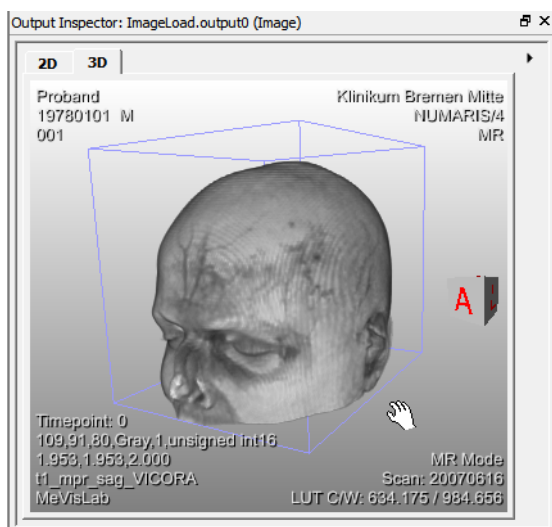 Output Inspector: ImageLoad.output0 (Image)
2D 3D
Proband
19780101 M
001
Klinikum Bremen Mitte
NUMARIS/4
MR
A L
Timepoint: 0
109,91,80,Gray,1,unsigned int16
1.953,1.953,2.000
t1_mpr_sag_VICORA
MeVisLab
MR Mode
Scan: 20070616
LUT C/W: 634.175 / 984.656